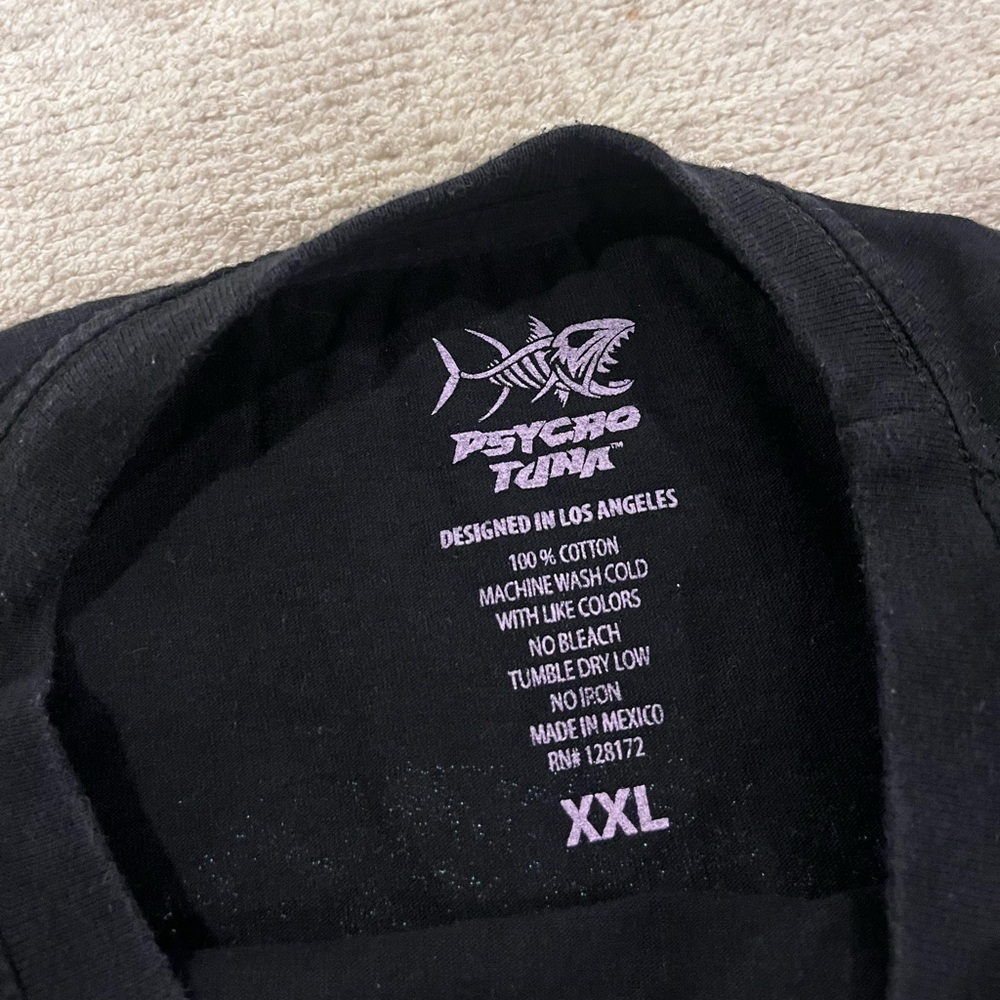 PSYCHO
TUNA™
DESIGNED IN LOS ANGELES
100 % COTTON
MACHINE WASH COLD
WITH LIKE COLORS
NO BLEACH
TUMBLE DRY LOW
NO IRON
MADE IN MEXICO
RN# 128172
XXL